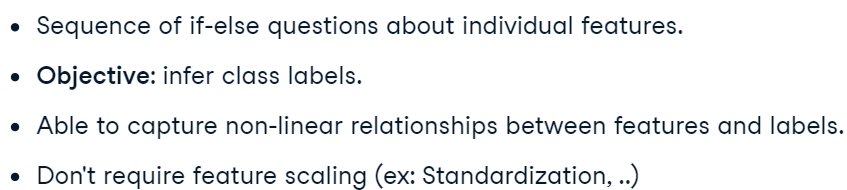 • Sequence of if-else questions about individual features.
• Objective: infer class labels.
• Able to capture non-linear relationships between features and labels.
• Don't require feature scaling (ex: Standardization, ..)